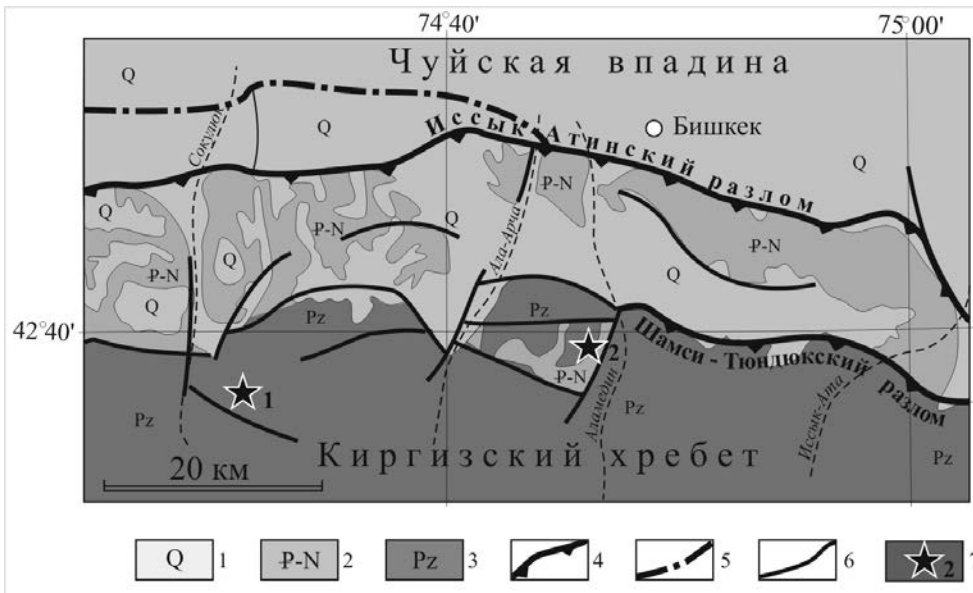 74°40'
75°00'
Чуйская впадина
Q
Q
Q
Иссык Атинский разлом
Бишкек
Сокулук
Q
Q
P-N
P-N
Q
P-N
Q
P-N
Q
Ала-Арча
Q
P-N
42°40'
Pz
Pz
2
P-N
Шамси - Тюндюкский разлом
1
Pz
Аламедин
Pz
Иссык-Ата
Киргизский хребет
Pz
20 км
Q 1
P-N 2
Pz 3
4
5
6
2 7